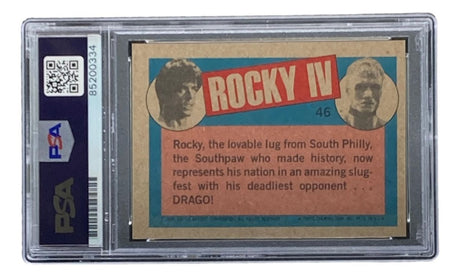 PSA
PSA
85200334
ROCKY IV
46
Rocky, the lovable lug from South Philly,
the Southpaw who made history, now
represents his nation in an amazing slug-
fest with his deadliest opponent . . .
DRAGO!